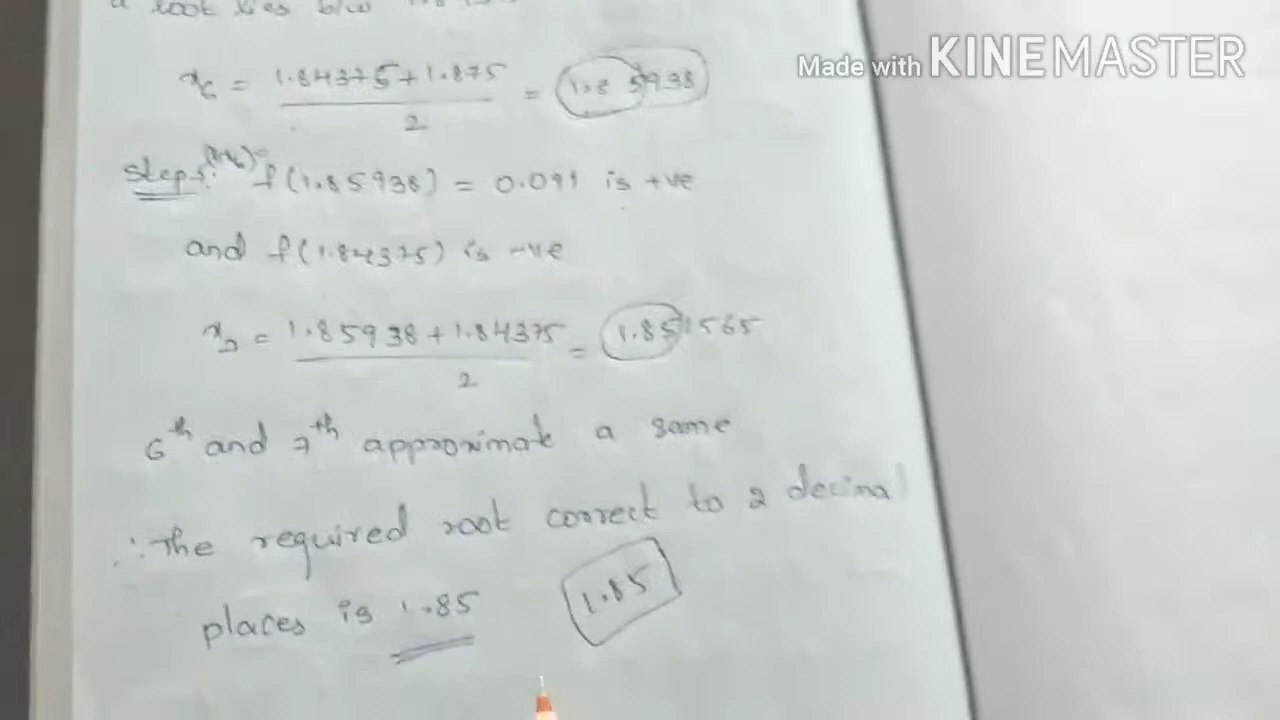 a root lies b/w
Made with KINEMASTER
x6 = 1.84375+1.875 / 2 = 1.85938
Step: f(1.85938) = 0.091 is +ve
and f(1.84375) is -ve
x7 = 1.85938+1.84375 / 2 = 1.851565
6th and 7th approximate a same
∴ The required root correct to 2 decimal
places is 1.85
1.85